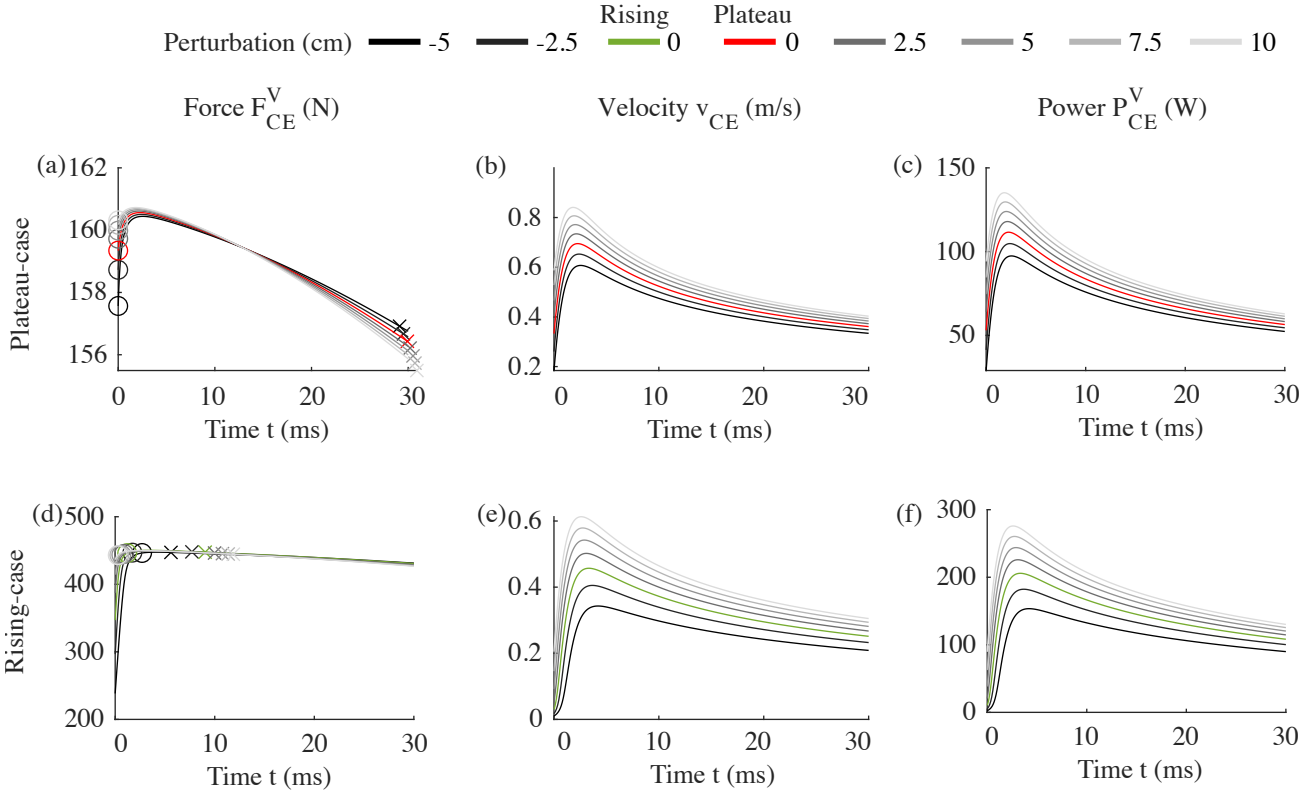 Rising Plateau
Perturbation (cm) -5 -2.5 0 0 2.5 5 7.5 10
Force F_CE^V (N) Velocity v_CE (m/s) Power P_CE^V (W)
Plateau-case
(a) 162
160
158
156
0 10 20 30
Time t (ms)
(b)
0.8
0.6
0.4
0.2
0 10 20 30
Time t (ms)
(c) 150
100
50
0 10 20 30
Time t (ms)
Rising-case
(d) 500
400
300
200
0 10 20 30
Time t (ms)
(e) 0.6
0.4
0.2
0
0 10 20 30
Time t (ms)
(f) 300
200
100
0
0 10 20 30
Time t (ms)